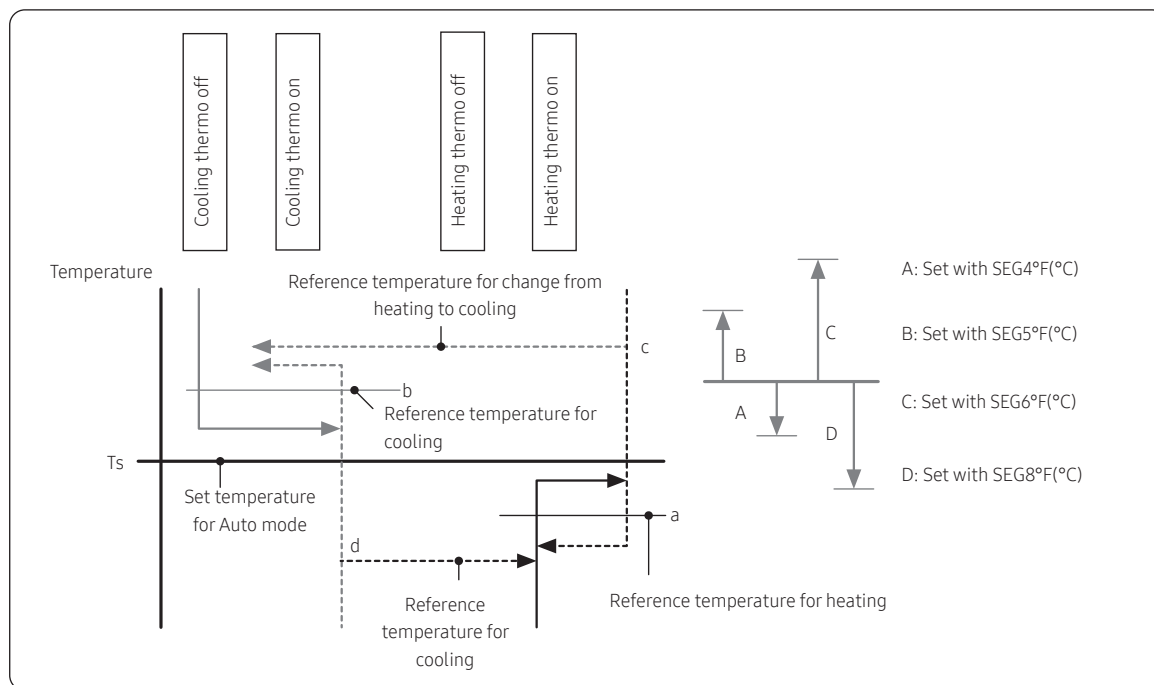 Cooling thermo off
Cooling thermo on
Heating thermo off
Heating thermo on
Temperature
Reference temperature for change from
heating to cooling
c
b
Reference temperature for
cooling
Ts
Set temperature
for Auto mode
a
d
Reference
temperature for
cooling
Reference temperature for heating
B
C
A
D
A: Set with SEG4°F(°C)
B: Set with SEG5°F(°C)
C: Set with SEG6°F(°C)
D: Set with SEG8°F(°C)